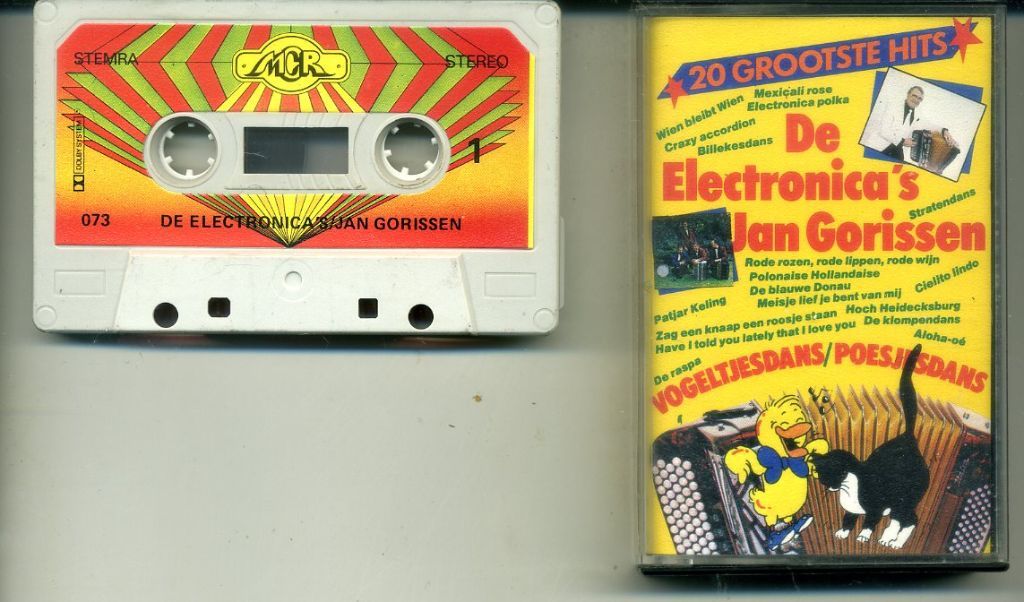 STEMRA
MCR
STEREO
DOLBY SYSTEM
1
073
DE ELECTRONICA'S/JAN GORISSEN
20 GROOTSTE HITS
Wien bleibt Wien
Mexicali rose
Electronica polka
Crazy accordion
Billekesdans
De
Electronica's
Jan Gorissen
Stratendans
Rode rozen, rode lippen, rode wijn
Polonaise Hollandaise
De blauwe Donau
Cielito lindo
Meisje lief je bent van mij
Patjar Keling
Hoch Heidecksburg
Zag een knaap een roosje staan
De klompendans
Have I told you lately that I love you
Aloha-oé
De raspa
VOGELTJESDANS/POESJESDANS